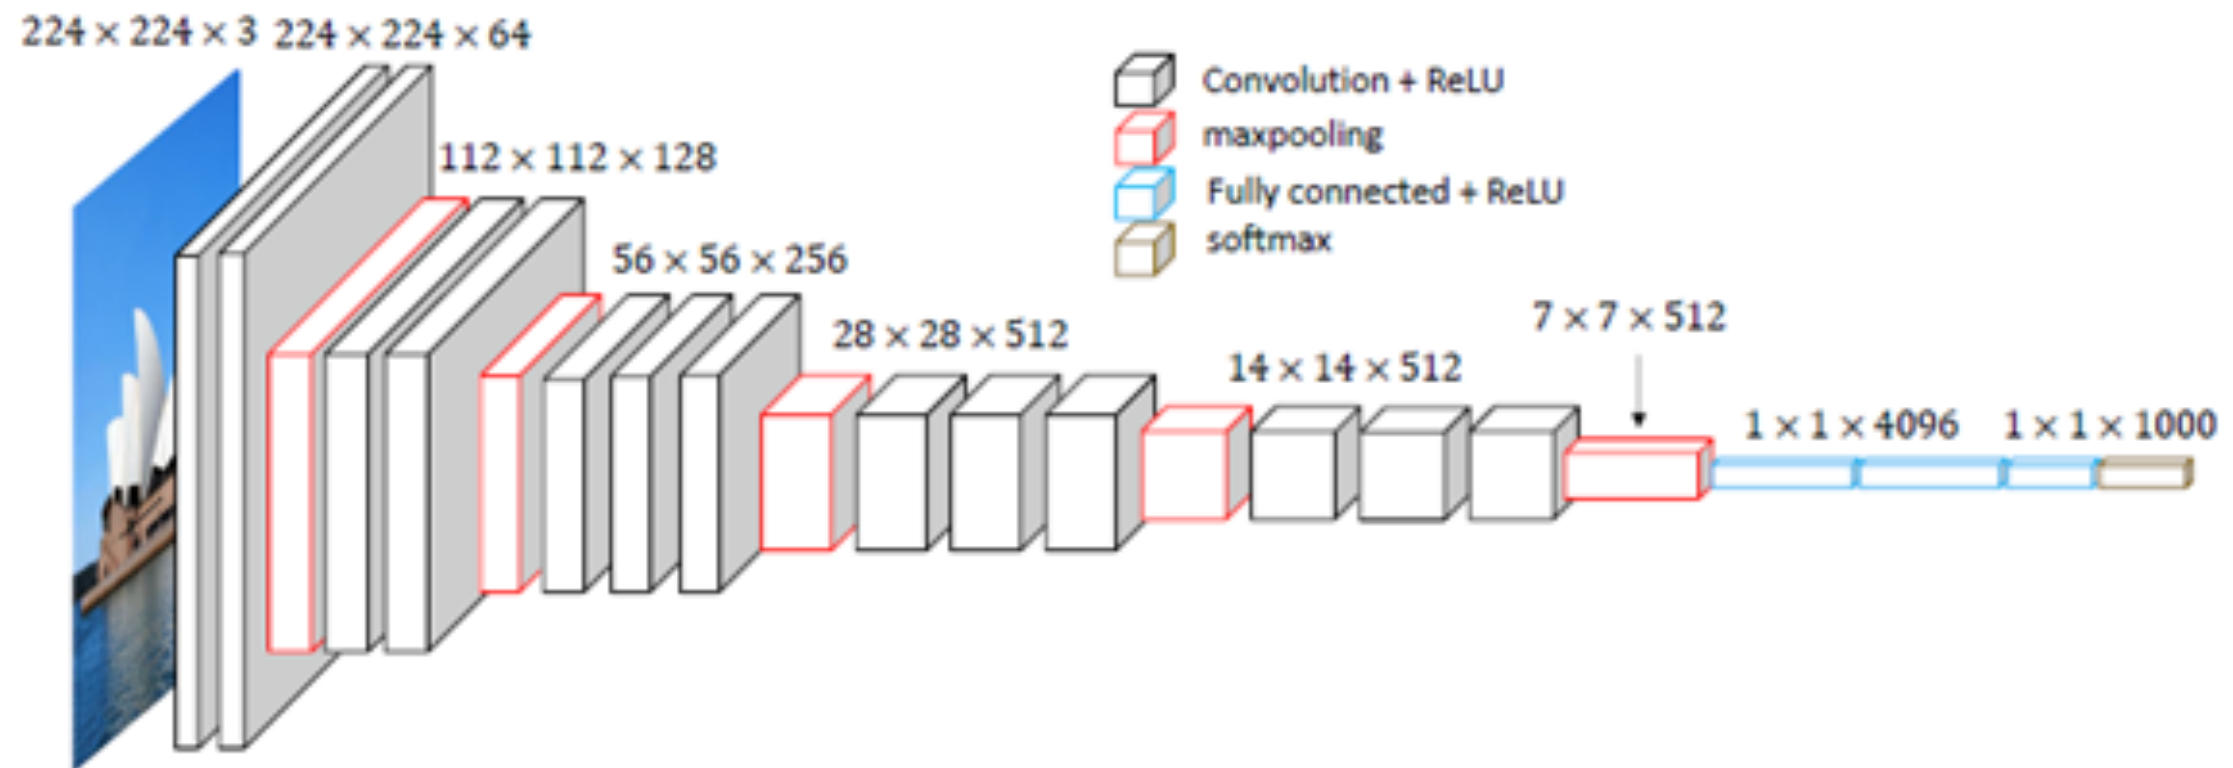 224 × 224 × 3
224 × 224 × 64
112 × 112 × 128
56 × 56 × 256
28 × 28 × 512
14 × 14 × 512
7 × 7 × 512
1 × 1 × 4096
1 × 1 × 1000
Convolution + ReLU
maxpooling
Fully connected + ReLU
softmax